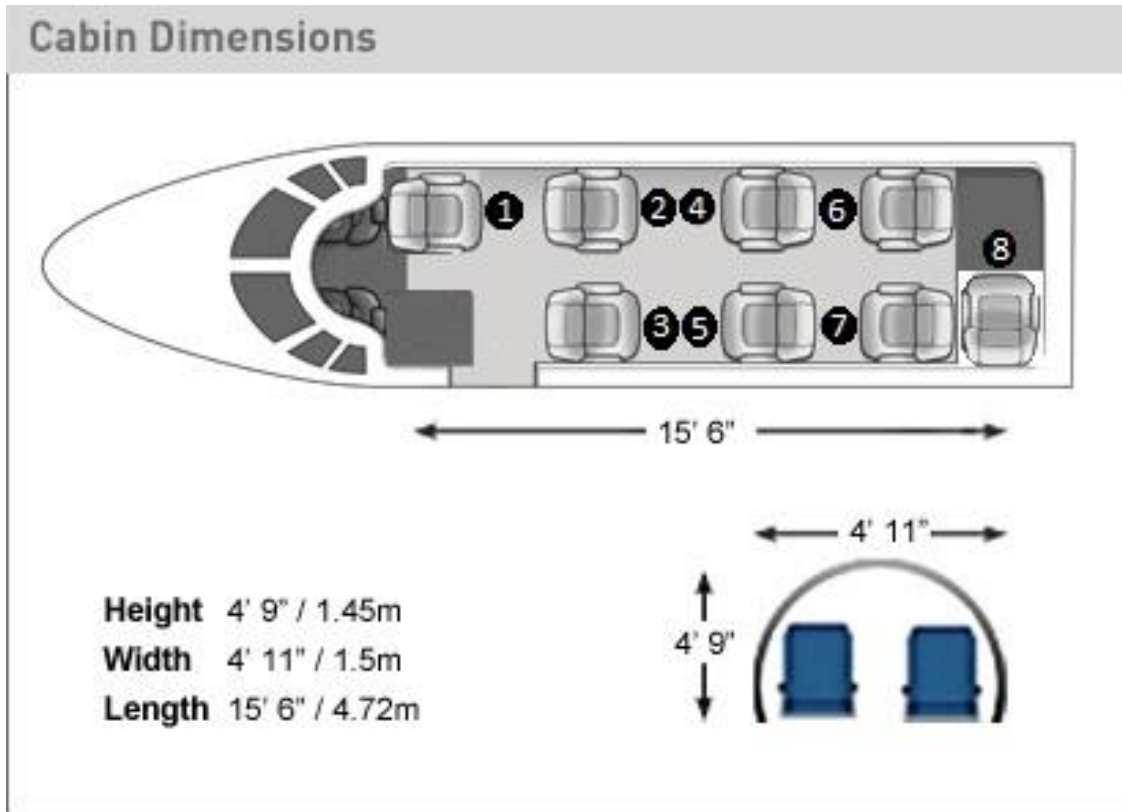 Cabin Dimensions
1 2 4 6
8
3 5 7
15' 6"
4' 11"
4' 9"
Height 4' 9" / 1.45m
Width 4' 11" / 1.5m
Length 15' 6" / 4.72m